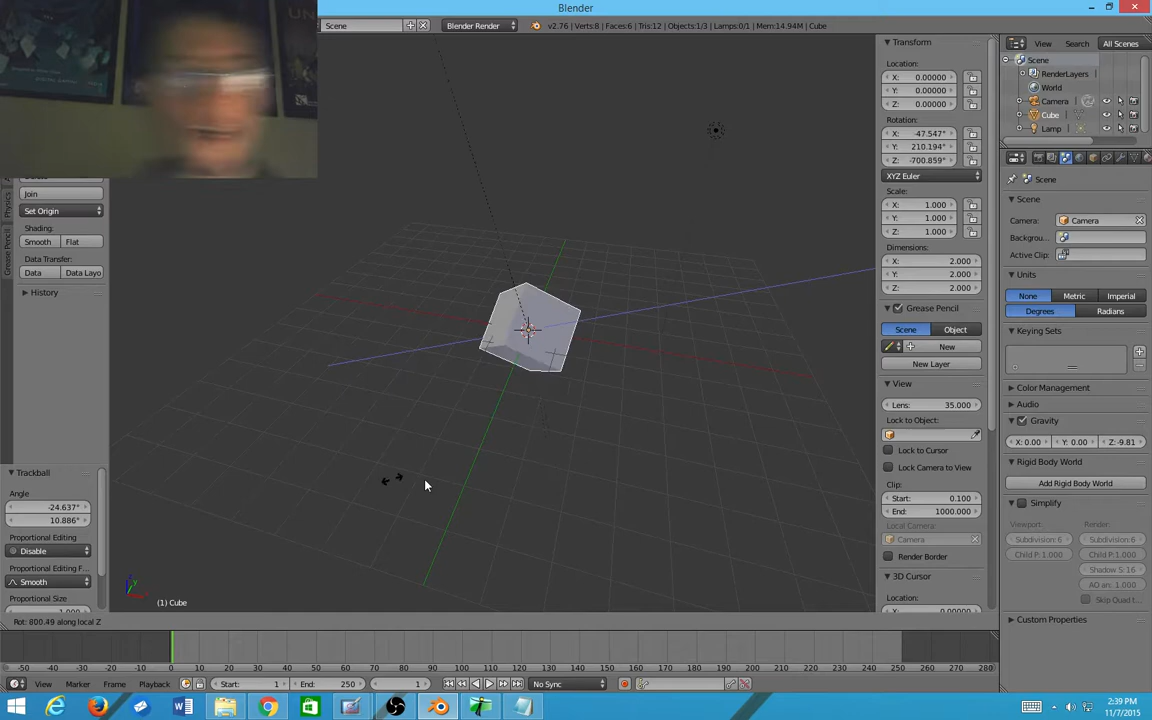 Blender
Scene
Blender Render
v2.76 | Verts:8 | Faces:6 | Tris:12 | Objects:1/3 | Lamps:0/1 | Mem:14.94M | Cube
View Search All Scenes
Scene
RenderLayers
World
Camera
Cube
Lamp
Join
Set Origin
Shading:
Smooth Flat
Data Transfer:
Data Data Layo
History
Physics
Grease Pencil
Trackball
Angle
-24.637°
10.886°
Proportional Editing
Disable
Proportional Editing F...
Smooth
Proportional Size
1.000
(1) Cube
Rot: 800.49 along local Z
Transform
Location:
X: 0.00000
Y: 0.00000
Z: 0.00000
Rotation:
X: -47.547°
Y: 210.194°
Z: -700.859°
XYZ Euler
Scale:
X: 1.000
Y: 1.000
Z: 1.000
Dimensions:
X: 2.000
Y: 2.000
Z: 2.000
Grease Pencil
Scene Object
New
New Layer
View
Lens: 35.000
Lock to Object:
Lock to Cursor
Lock Camera to View
Clip:
Start: 0.100
End: 1000.000
Local Camera:
Camera
Render Border
3D Cursor
Location:
X: 0.00000
Scene
Scene
Camera: Camera
Backgrou...
Active Clip:
Units
None Metric Imperial
Degrees Radians
Keying Sets
Color Management
Audio
Gravity
X: 0.00 Y: 0.00 Z: -9.81
Rigid Body World
Add Rigid Body World
Simplify
Viewport: Render:
Subdivision: 6 Subdivision: 6
Child P: 1.000 Child P: 1.000
Shadow S: 16
AO an: 1.000
Skip Quad t...
Custom Properties
-50 -40 -30 -20 -10 0 10 20 30 40 50 60 70 80 90 100 110 120 130 140 150 160 170 180 190 200 210 220 230 240 250 260 270 280
View Marker Frame Playback Start: 1 End: 250 1 No Sync
2:39 PM
11/7/2015